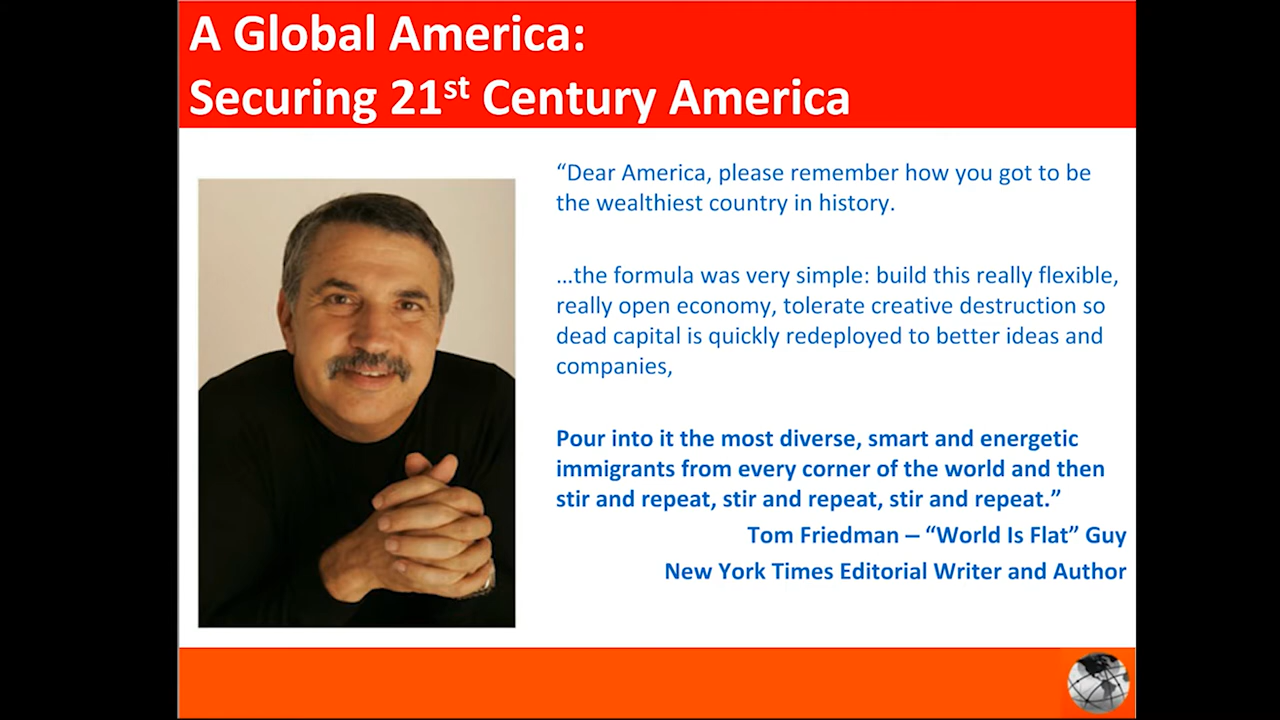 A Global America:
Securing 21st Century America
“Dear America, please remember how you got to be
the wealthiest country in history.
…the formula was very simple: build this really flexible,
really open economy, tolerate creative destruction so
dead capital is quickly redeployed to better ideas and
companies,
Pour into it the most diverse, smart and energetic
immigrants from every corner of the world and then
stir and repeat, stir and repeat, stir and repeat.”
Tom Friedman – “World Is Flat” Guy
New York Times Editorial Writer and Author